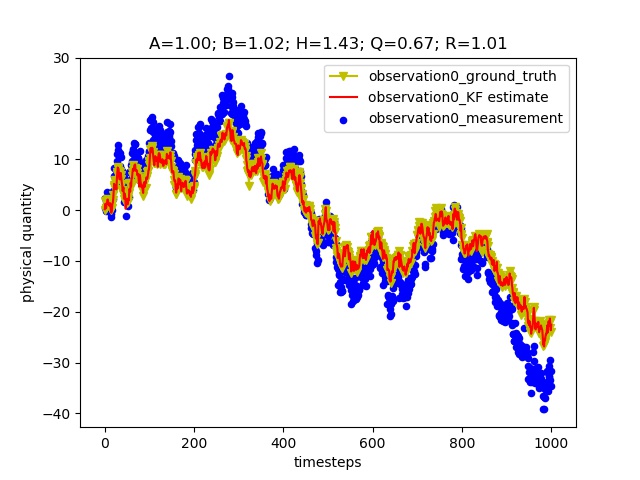 A=1.00; B=1.02; H=1.43; Q=0.67; R=1.01
observation0_ground_truth
observation0_KF estimate
observation0_measurement
physical quantity
30
20
10
0
−10
−20
−30
−40
0 200 400 600 800 1000
timesteps